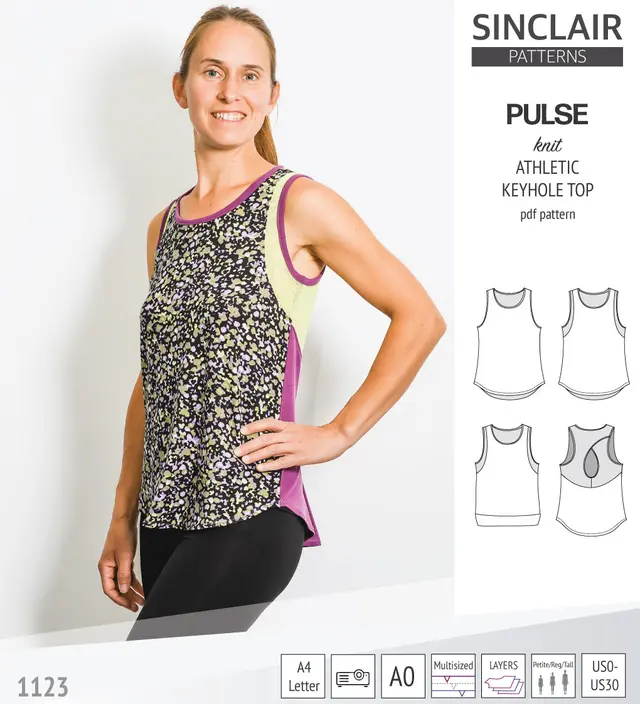 SINCLAIR
PATTERNS
PULSE
knit
ATHLETIC
KEYHOLE TOP
pdf pattern
1123
A4
Letter
A0
Multisized
LAYERS
Petite/Reg/Tall
US0-
US30